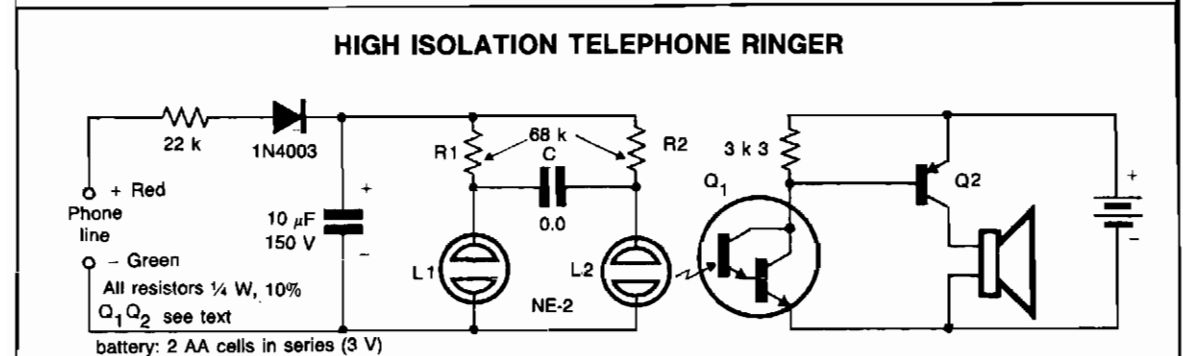 HIGH ISOLATION TELEPHONE RINGER
22 k
1N4003
R1
68 k
C
0.0
R2
3 k 3
Q1
Q2
+
-
+ Red
Phone
line
- Green
10 µF
150 V
+
-
L1
L2
NE-2
All resistors ¼ W, 10%
Q1 Q2 see text
battery: 2 AA cells in series (3 V)